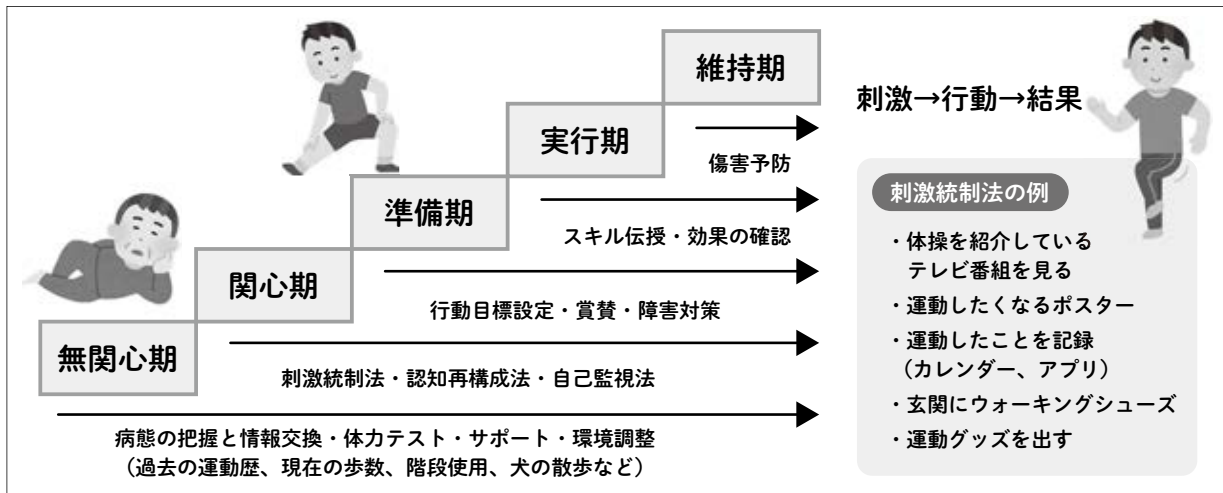 維持期
実行期
傷害予防
準備期
スキル伝授・効果の確認
関心期
行動目標設定・賞賛・障害対策
無関心期
刺激統制法・認知再構成法・自己監視法
病態の把握と情報交換・体力テスト・サポート・環境調整
（過去の運動歴、現在の歩数、階段使用、犬の散歩など）
刺激→行動→結果
刺激統制法の例
・体操を紹介している
テレビ番組を見る
・運動したくなるポスター
・運動したことを記録
（カレンダー、アプリ）
・玄関にウォーキングシューズ
・運動グッズを出す